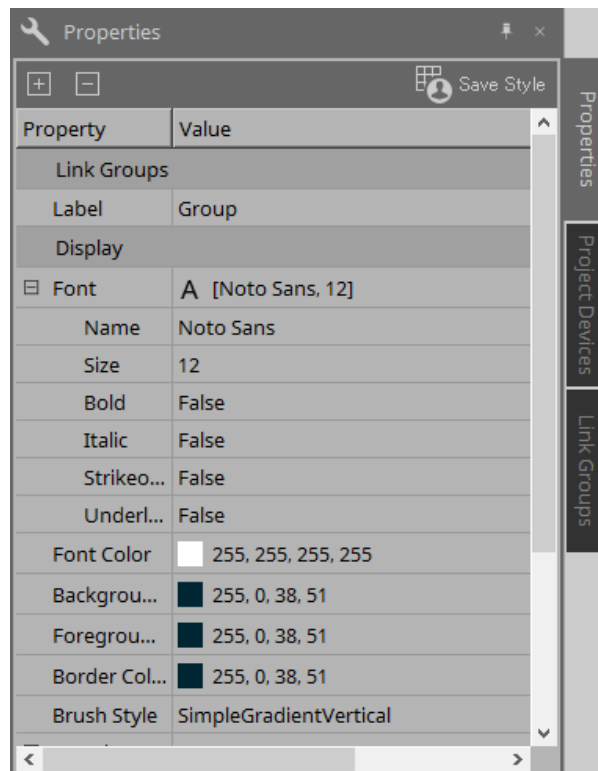 Properties
Save Style
Property Value
Link Groups
Label Group
Display
Font A [Noto Sans, 12]
Name Noto Sans
Size 12
Bold False
Italic False
Strikeo... False
Underl... False
Font Color 255, 255, 255, 255
Backgrou... 255, 0, 38, 51
Foregrou... 255, 0, 38, 51
Border Col... 255, 0, 38, 51
Brush Style SimpleGradientVertical
Properties
Project Devices
Link Groups